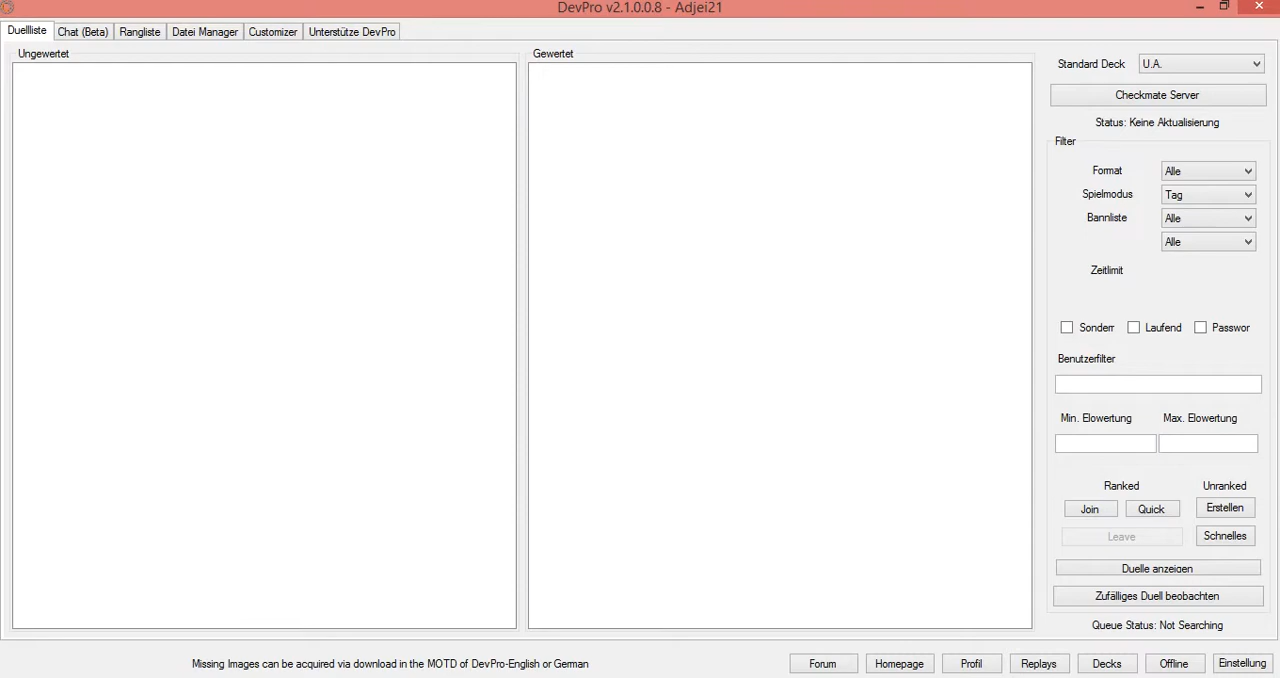 DevPro v2.1.0.0.8 - Adjei21
Duellliste Chat (Beta) Rangliste Datei Manager Customizer Unterstütze DevPro
Ungewertet
Gewertet
Standard Deck U.A.
Checkmate Server
Status: Keine Aktualisierung
Filter
Format Alle
Spielmodus Tag
Bannliste Alle
Alle
Zeitlimit
Sonderr Laufend Passwor
Benutzerfilter
Min. Elowertung Max. Elowertung
Ranked Unranked
Join Quick Erstellen
Leave Schnelles
Duelle anzeigen
Zufälliges Duell beobachten
Queue Status: Not Searching
Missing Images can be acquired via download in the MOTD of DevPro-English or German
Forum Homepage Profil Replays Decks Offline Einstellung